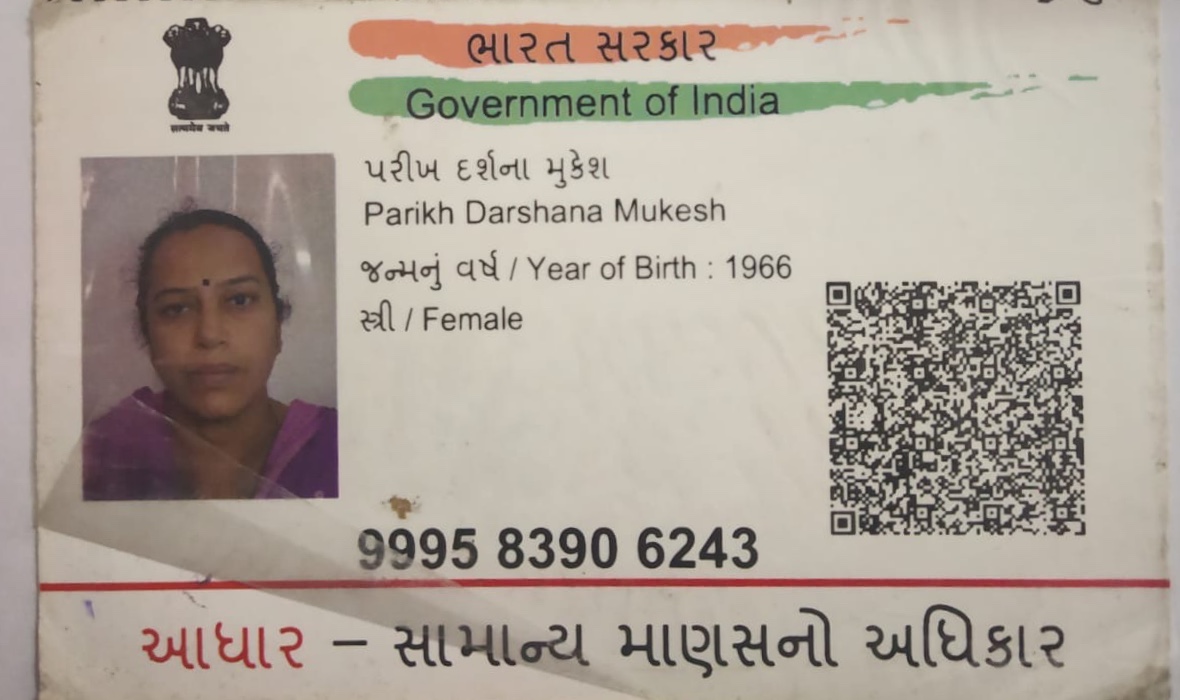 ભારત સરકાર
Government of India
सत्यमेव जयते
પરીખ દર્શના મુકેશ
Parikh Darshana Mukesh
જન્મનું વર્ષ / Year of Birth : 1966
સ્ત્રી / Female
9995 8390 6243
આધાર – સામાન્ય માણસનો અધિકાર